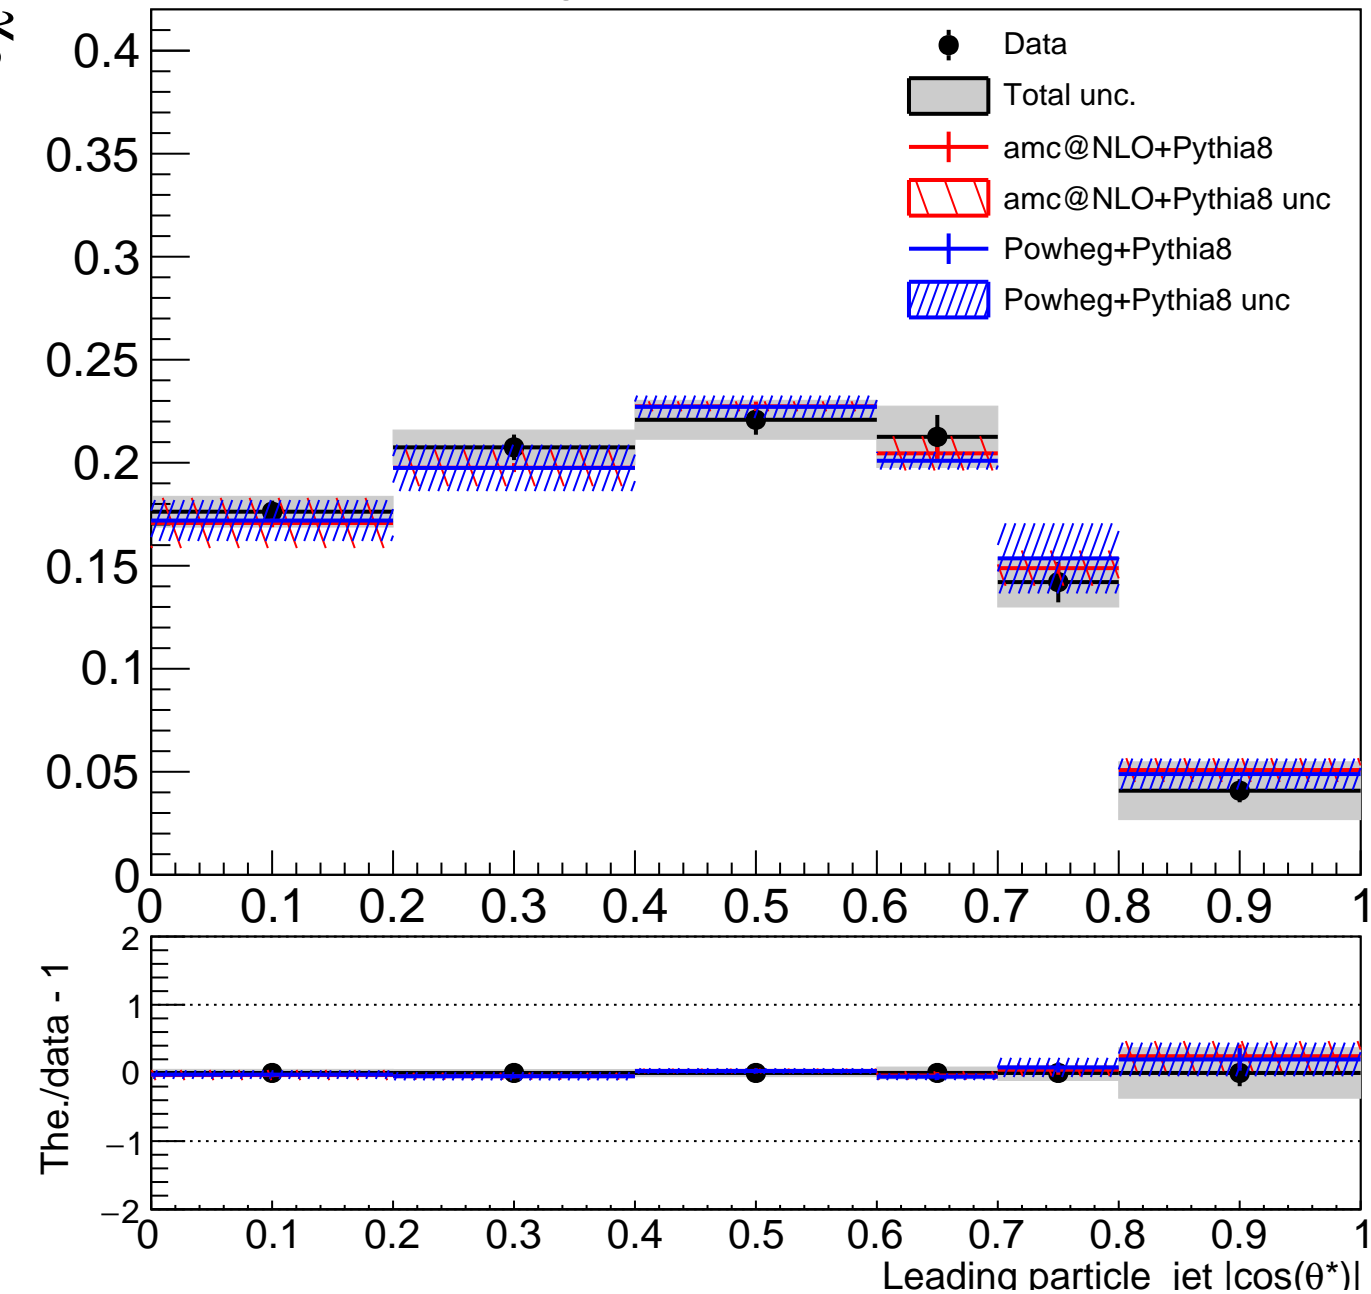 Data
Total unc.
amc@NLO+Pythia8
amc@NLO+Pythia8 unc
Powheg+Pythia8
Powheg+Pythia8 unc
0.4
0.35
0.3
0.25
0.2
0.15
0.1
0.05
0
0 0.1 0.2 0.3 0.4 0.5 0.6 0.7 0.8 0.9 1
The./data - 1
2
1
0
−1
−2
0 0.1 0.2 0.3 0.4 0.5 0.6 0.7 0.8 0.9 1
Leading particle jet |cos(θ*)|